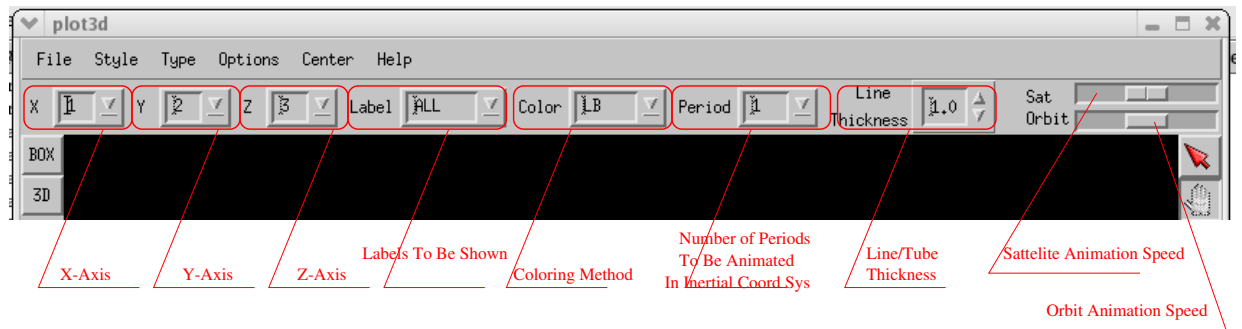 plot3d
File Style Type Options Center Help
X 1 Y 2 Z 3 Label ALL Color LB Period 1 Line Thickness 1.0 Sat Orbit
BOX
3D
X-Axis
Y-Axis
Z-Axis
Labels To Be Shown
Coloring Method
Number of Periods
To Be Animated
In Inertial Coord Sys
Line/Tube
Thickness
Sattelite Animation Speed
Orbit Animation Speed